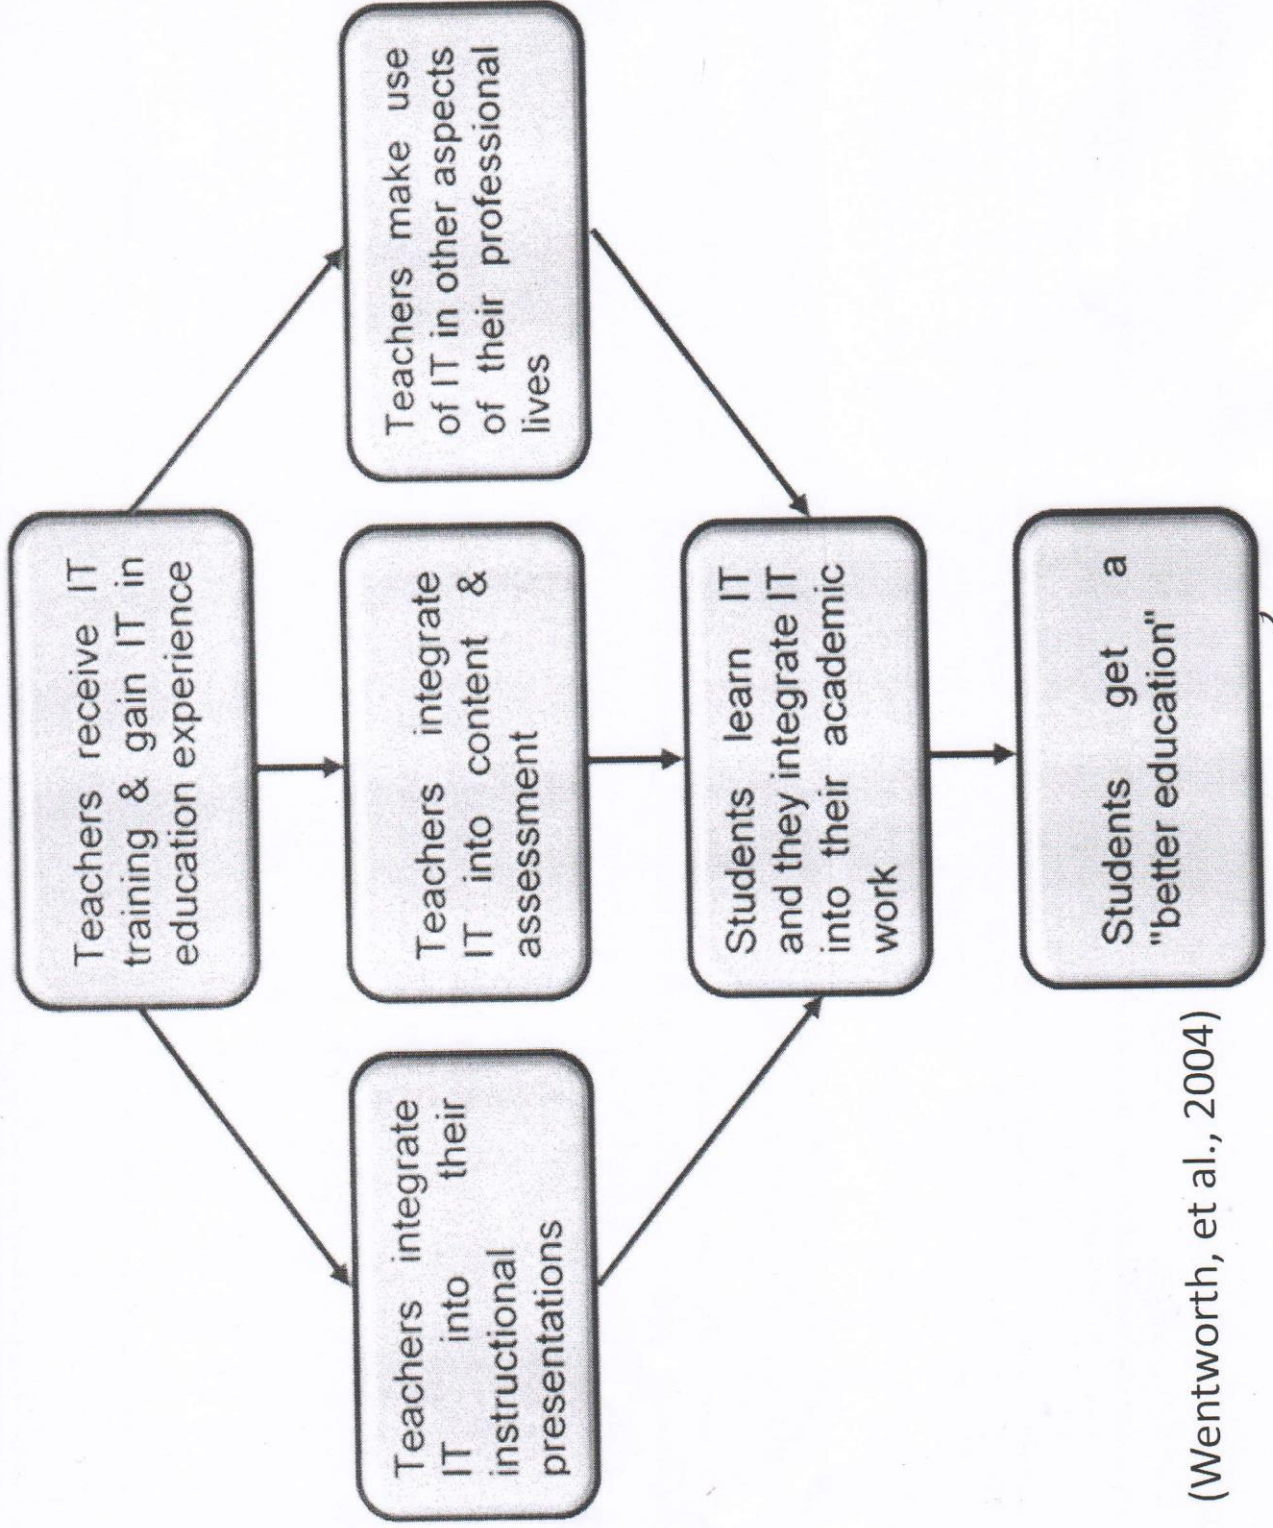 Teachers receive IT
training & gain IT in
education experience
Teachers integrate
IT into their
instructional
presentations
Teachers integrate
IT into content &
assessment
Teachers make use
of IT in other aspects
of their professional
lives
Students learn IT
and they integrate IT
into their academic
work
Students get a
"better education"
(Wentworth, et al., 2004)